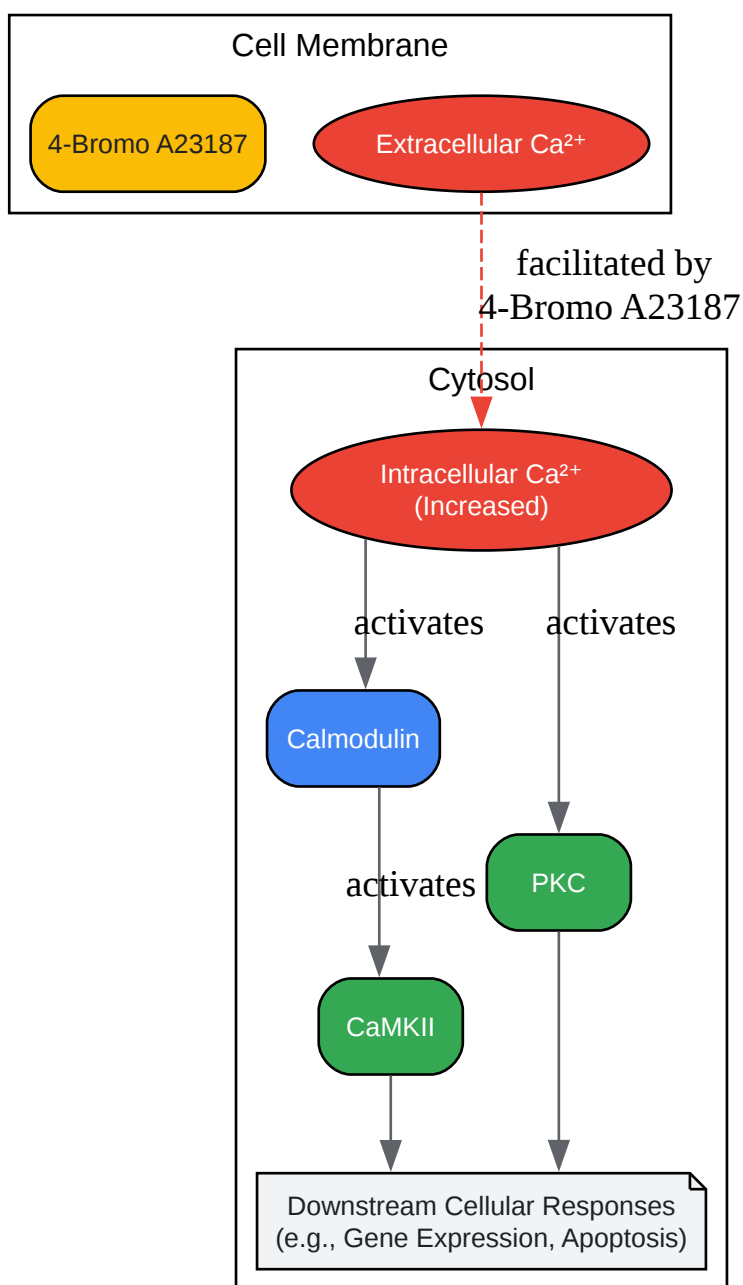 Cell Membrane
4-Bromo A23187
Extracellular Ca²⁺
facilitated by
4-Bromo A23187
Cytosol
Intracellular Ca²⁺
(Increased)
activates
activates
Calmodulin
activates
PKC
CaMKII
Downstream Cellular Responses
(e.g., Gene Expression, Apoptosis)